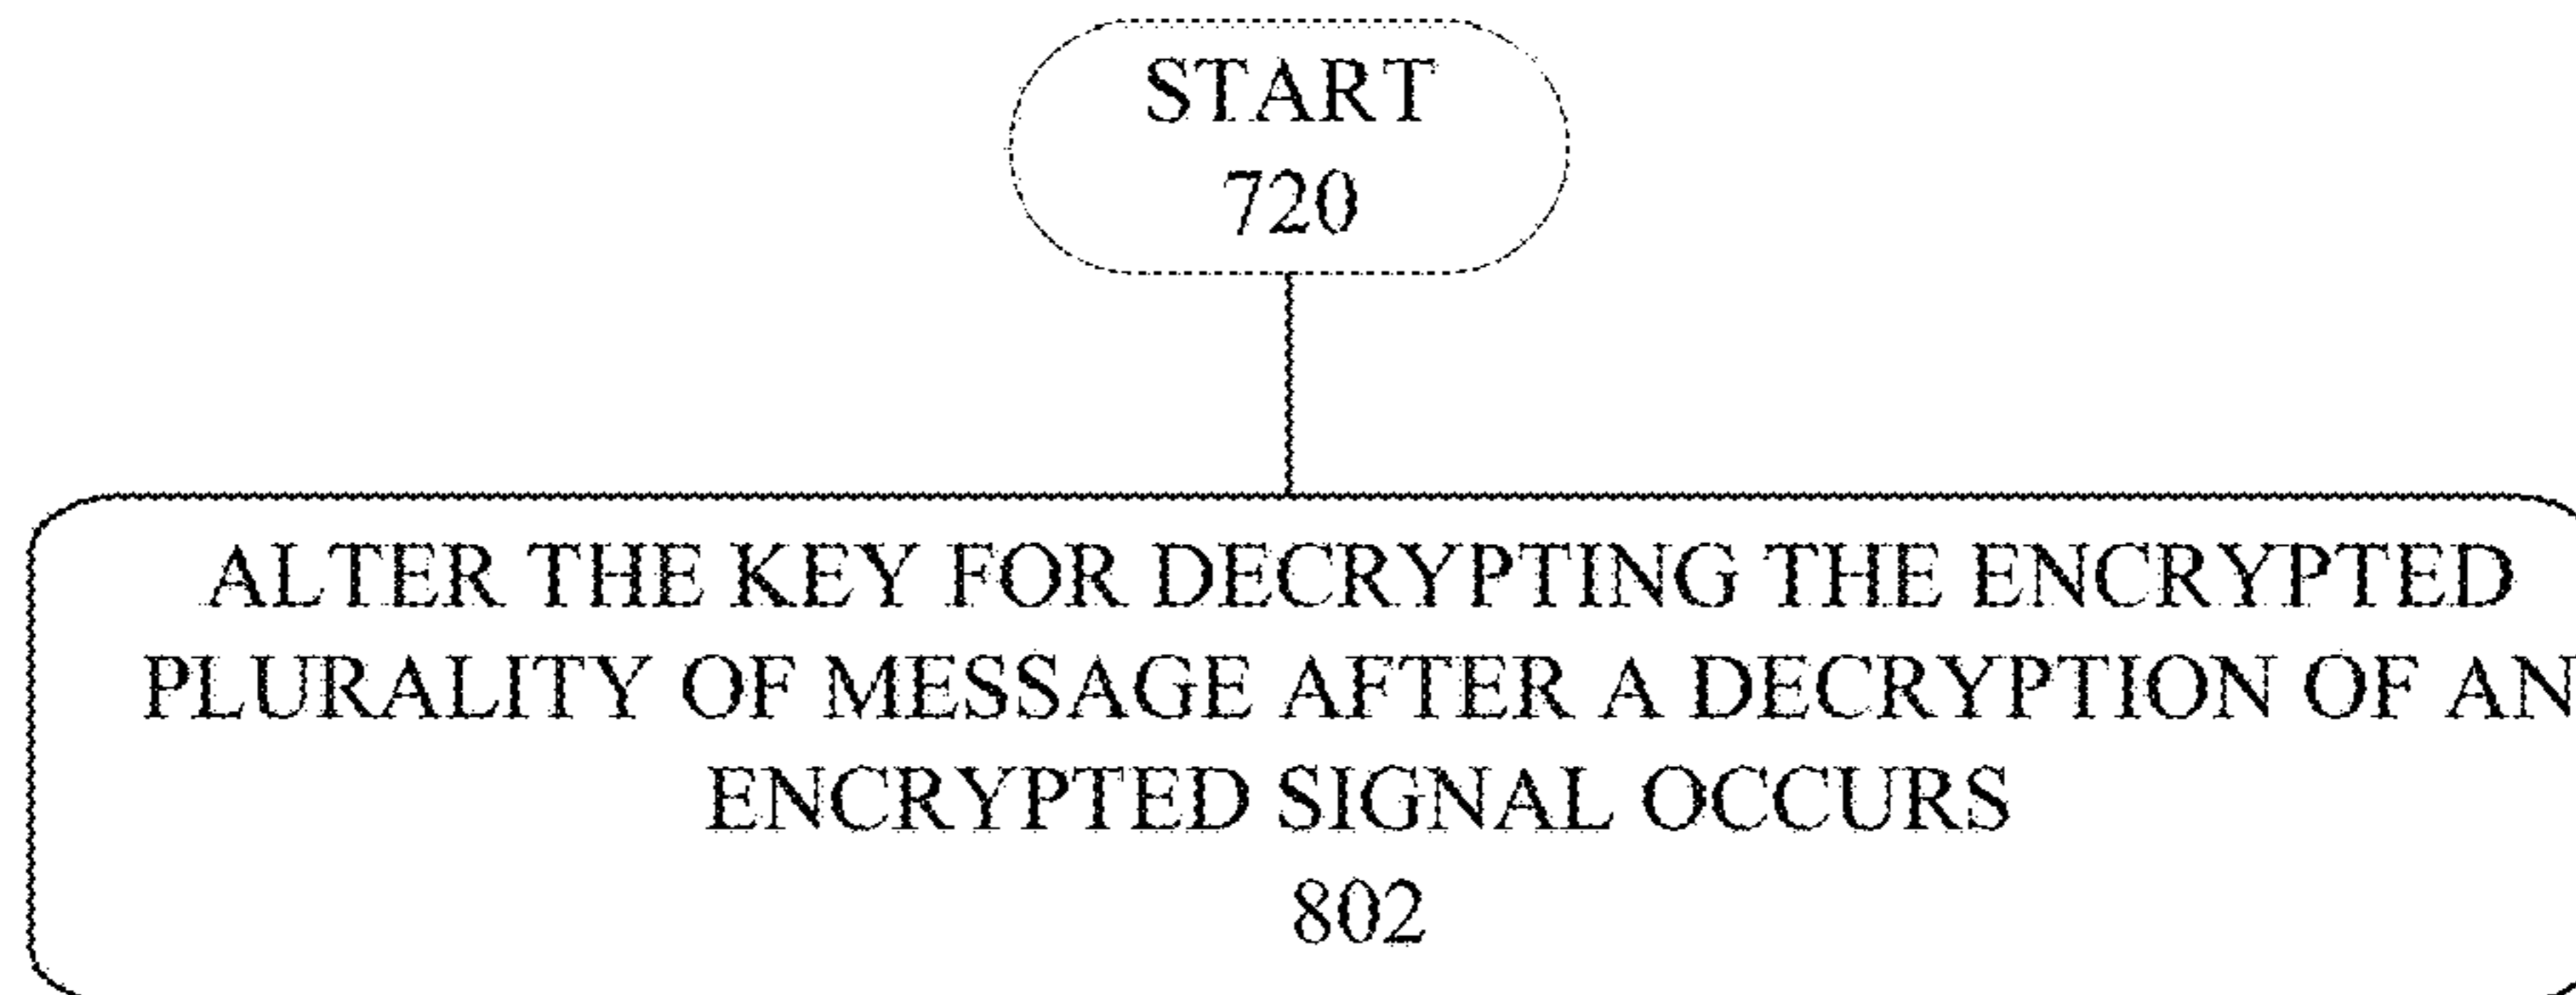 START
720
ALTER THE KEY FOR DECRYPTING THE ENCRYPTED
PLURALITY OF MESSAGE AFTER A DECRYPTION OF AN
ENCRYPTED SIGNAL OCCURS
802